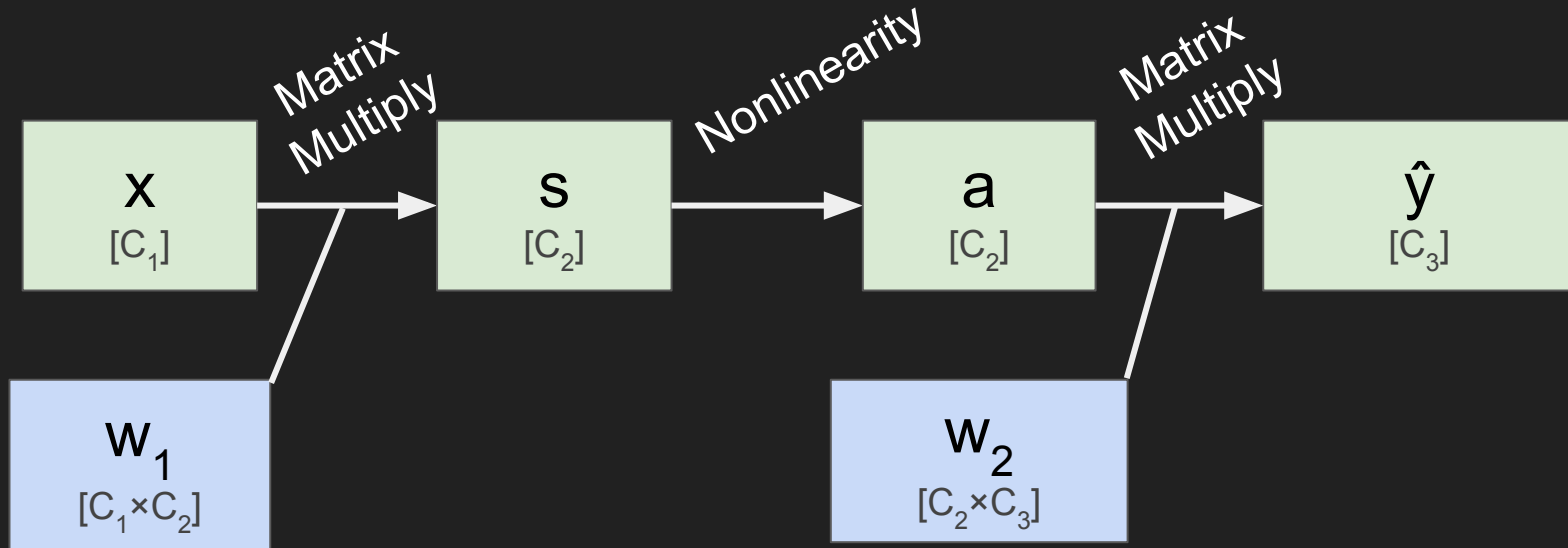 Matrix
Multiply
Nonlinearity
Matrix
Multiply
x
[C₁]
s
[C₂]
a
[C₂]
ŷ
[C₃]
w₁
[C₁×C₂]
w₂
[C₂×C₃]